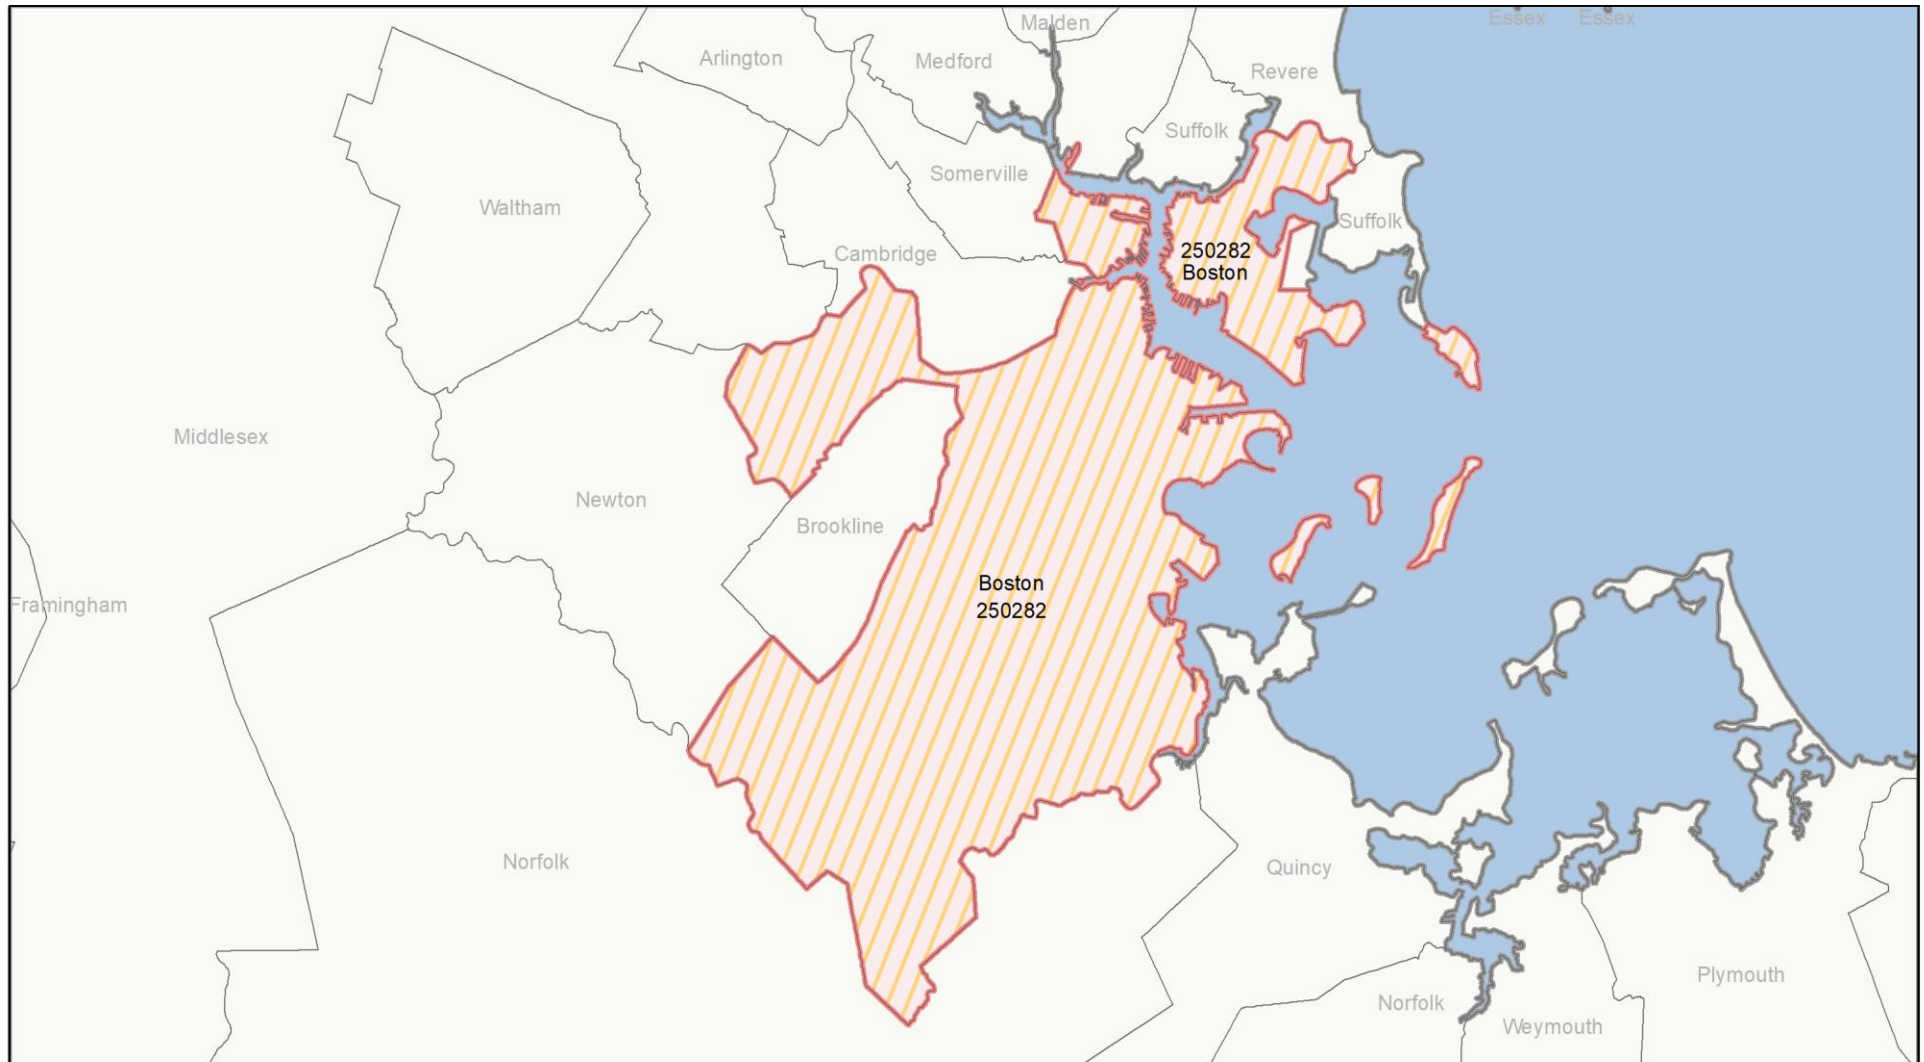 Essex
Essex
Malden
Arlington
Medford
Revere
Suffolk
Somerville
Waltham
Suffolk
Cambridge
250282
Boston
Middlesex
Newton
Brookline
Boston
250282
Framingham
Norfolk
Quincy
Plymouth
Norfolk
Weymouth